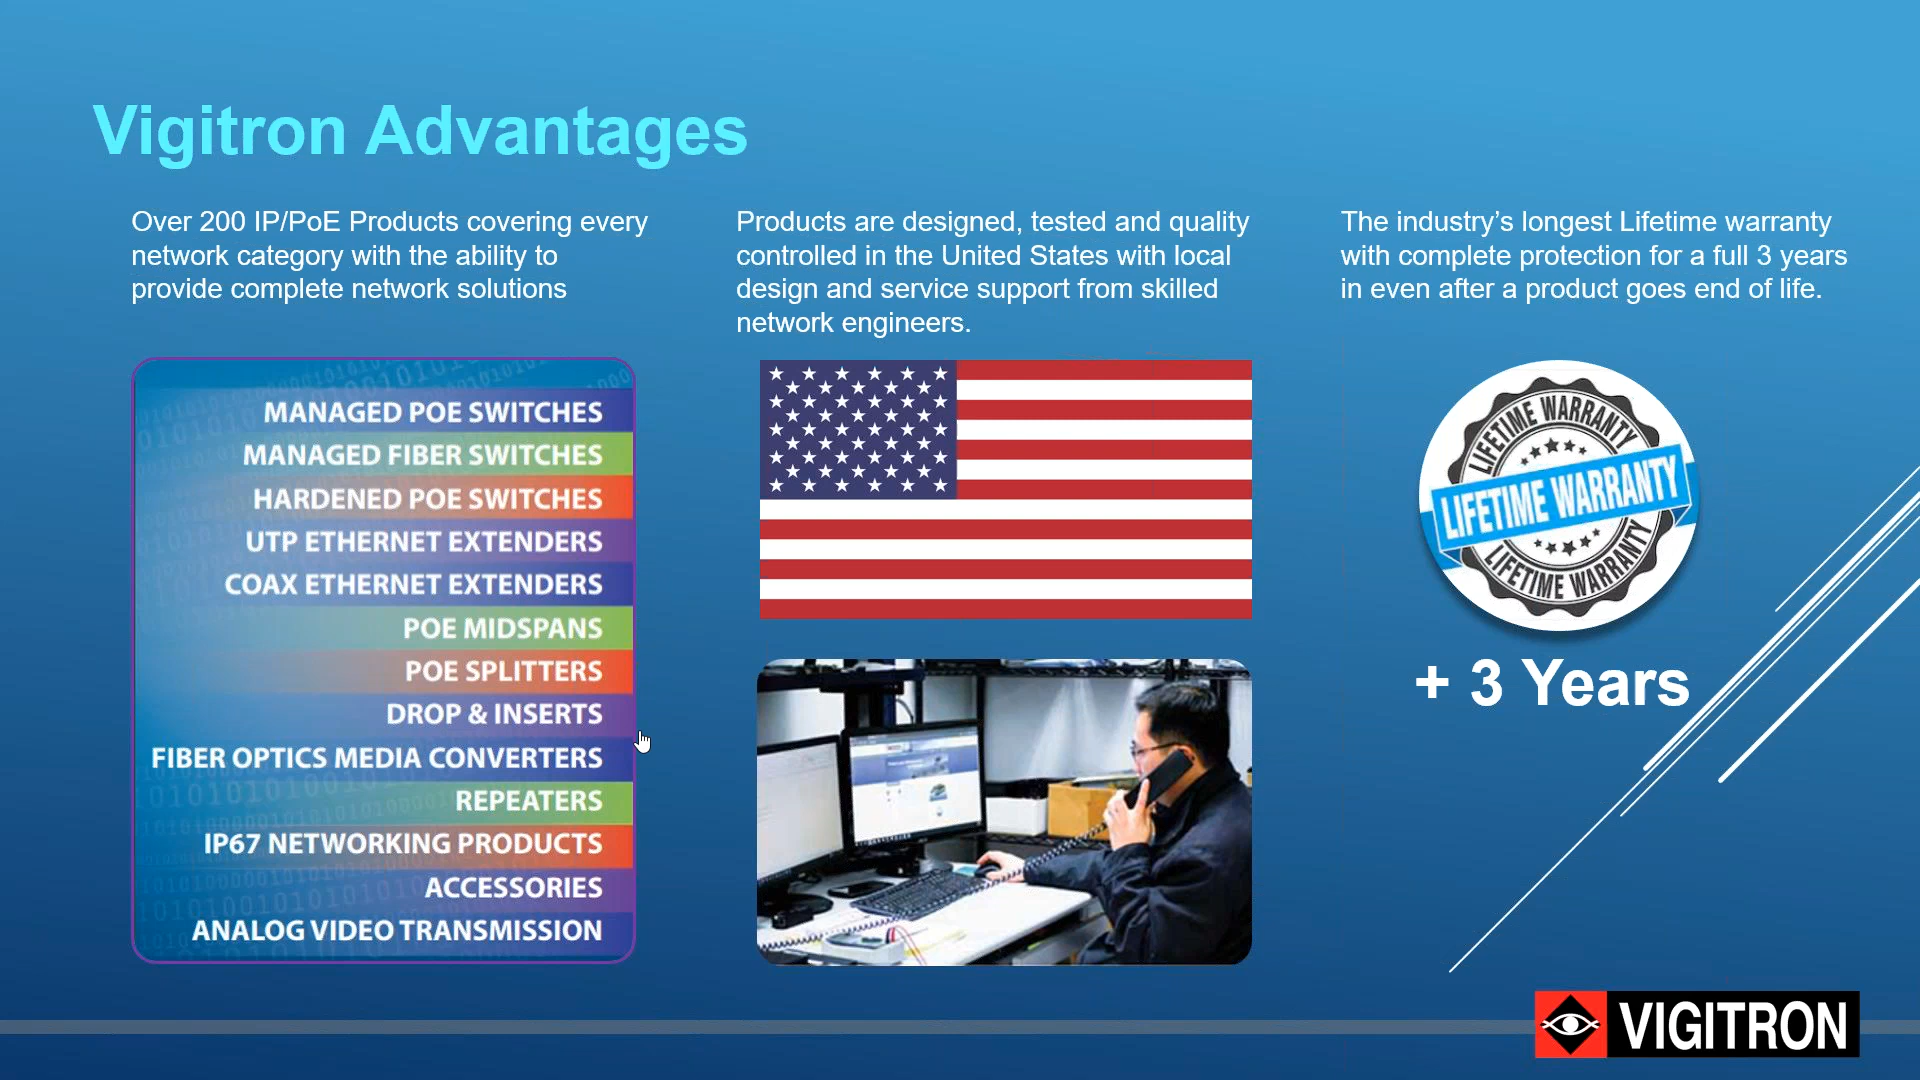 Vigitron Advantages
Over 200 IP/PoE Products covering every
network category with the ability to
provide complete network solutions
Products are designed, tested and quality
controlled in the United States with local
design and service support from skilled
network engineers.
The industry’s longest Lifetime warranty
with complete protection for a full 3 years
in even after a product goes end of life.
MANAGED POE SWITCHES
MANAGED FIBER SWITCHES
HARDENED POE SWITCHES
UTP ETHERNET EXTENDERS
COAX ETHERNET EXTENDERS
POE MIDSPANS
POE SPLITTERS
DROP & INSERTS
FIBER OPTICS MEDIA CONVERTERS
REPEATERS
IP67 NETWORKING PRODUCTS
ACCESSORIES
ANALOG VIDEO TRANSMISSION
LIFETIME WARRANTY
LIFETIME WARRANTY
LIFETIME WARRANTY
+ 3 Years
VIGITRON